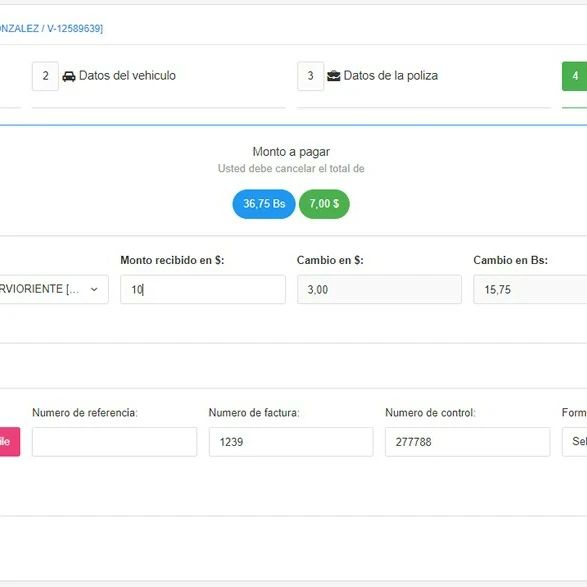 NZALEZ / V-12589639]
2 Datos del vehiculo
3 Datos de la poliza
4
Monto a pagar
Usted debe cancelar el total de
36,75 Bs 7,00 $
Monto recibido en $: Cambio en $: Cambio en Bs:
RVIORIENTE [... 10 3,00 15,75
Numero de referencia: Numero de factura: Numero de control: Form
ile 1239 277788 Sel